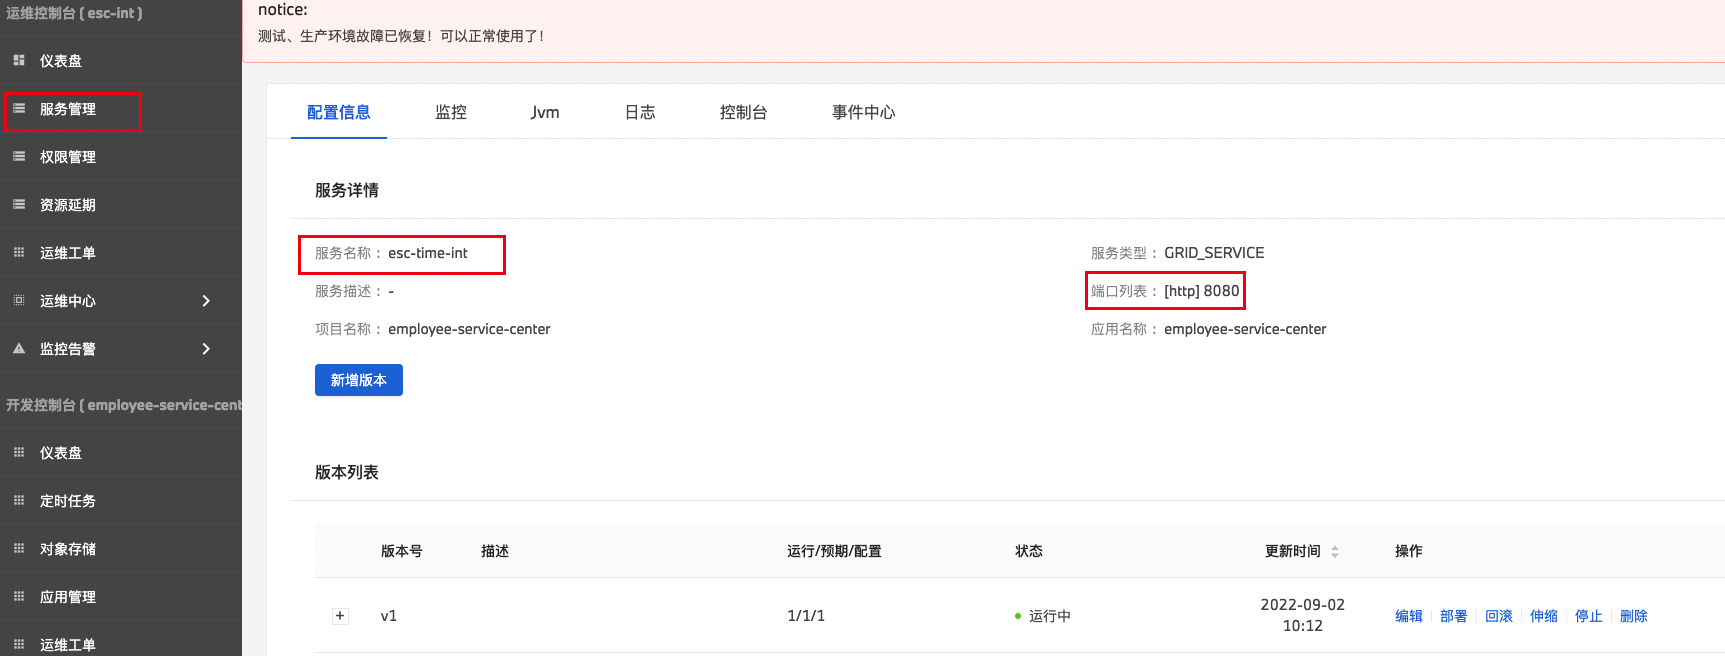 运维控制台 ( esc-int )
仪表盘
服务管理
权限管理
资源延期
运维工单
运维中心
监控告警
开发控制台 ( employee-service-cent
仪表盘
定时任务
对象存储
应用管理
运维工单
notice:
测试、生产环境故障已恢复！可以正常使用了！
配置信息 监控 Jvm 日志 控制台 事件中心
服务详情
服务名称： esc-time-int 服务类型： GRID_SERVICE
服务描述： - 端口列表： [http] 8080
项目名称： employee-service-center 应用名称： employee-service-center
新增版本
版本列表
版本号 描述 运行/预期/配置 状态 更新时间 操作
v1 1/1/1 运行中 2022-09-02 编辑 部署 回滚 伸缩 停止 删除
10:12